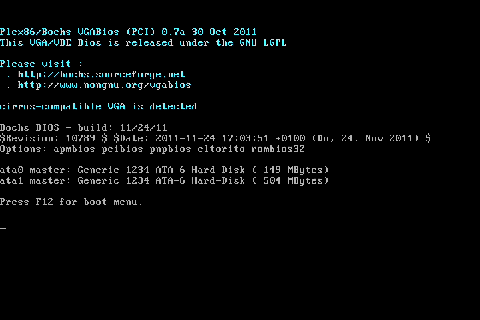 Plex86/Bochs VGABios (PCI) 0.7a 30 Oct 2011
This VGA/VBE Bios is released under the GNU LGPL
Please visit :
. http://bochs.sourceforge.net
. http://www.nongnu.org/vgabios
cirrus-compatible VGA is detected
Bochs BIOS - build: 11/24/11
$Revision: 10789 $ $Date: 2011-11-24 17:03:51 +0100 (Do, 24. Nov 2011) $
Options: apmbios pcibios pnpbios eltorito rombios32
ata0 master: Generic 1234 ATA-6 Hard-Disk ( 149 MBytes)
ata1 master: Generic 1234 ATA-6 Hard-Disk ( 504 MBytes)
Press F12 for boot menu.